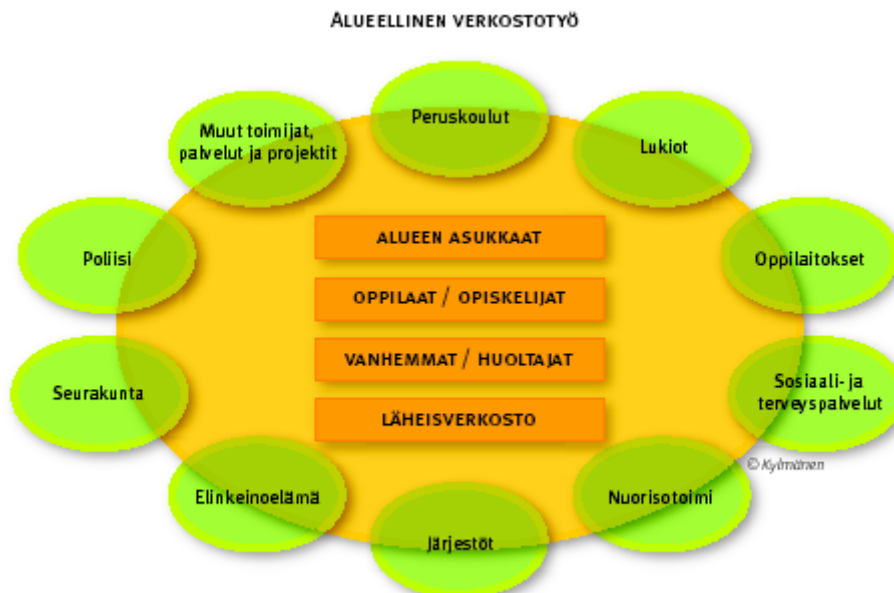 ALUEELLINEN VERKOSTOTYÖ
Peruskoulut
Muut toimijat,
palvelut ja projektit
Lukiot
Poliisi
Oppilaitokset
ALUEEN ASUKKAAT
OPPILAAT / OPISKELIJAT
VANHEMMAT / HUOLTAJAT
LÄHEISVERKOSTO
Seurakunta
Sosiaali- ja
terveyspalvelut
© Kylmänen
Elinkeinoelämä
Nuorisotoimi
Järjestöt